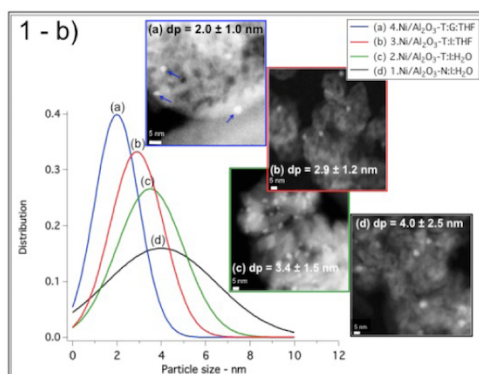 1 - b)
(a) dp = 2.0 ± 1.0 nm
5 nm
(a) 4.Ni/Al₂O₃-T:G:THF
(b) 3.Ni/Al₂O₃-T:I:THF
(c) 2.Ni/Al₂O₃-T:I:H₂O
(d) 1.Ni/Al₂O₃-N:I:H₂O
(b) dp = 2.9 ± 1.2 nm
5 nm
(c) dp = 3.4 ± 1.5 nm
5 nm
(d) dp = 4.0 ± 2.5 nm
5 nm
(a)
(b)
(c)
(d)
Distribution
0.4
0.3
0.2
0.1
0.0
0 2 4 6 8 10 12
Particle size - nm